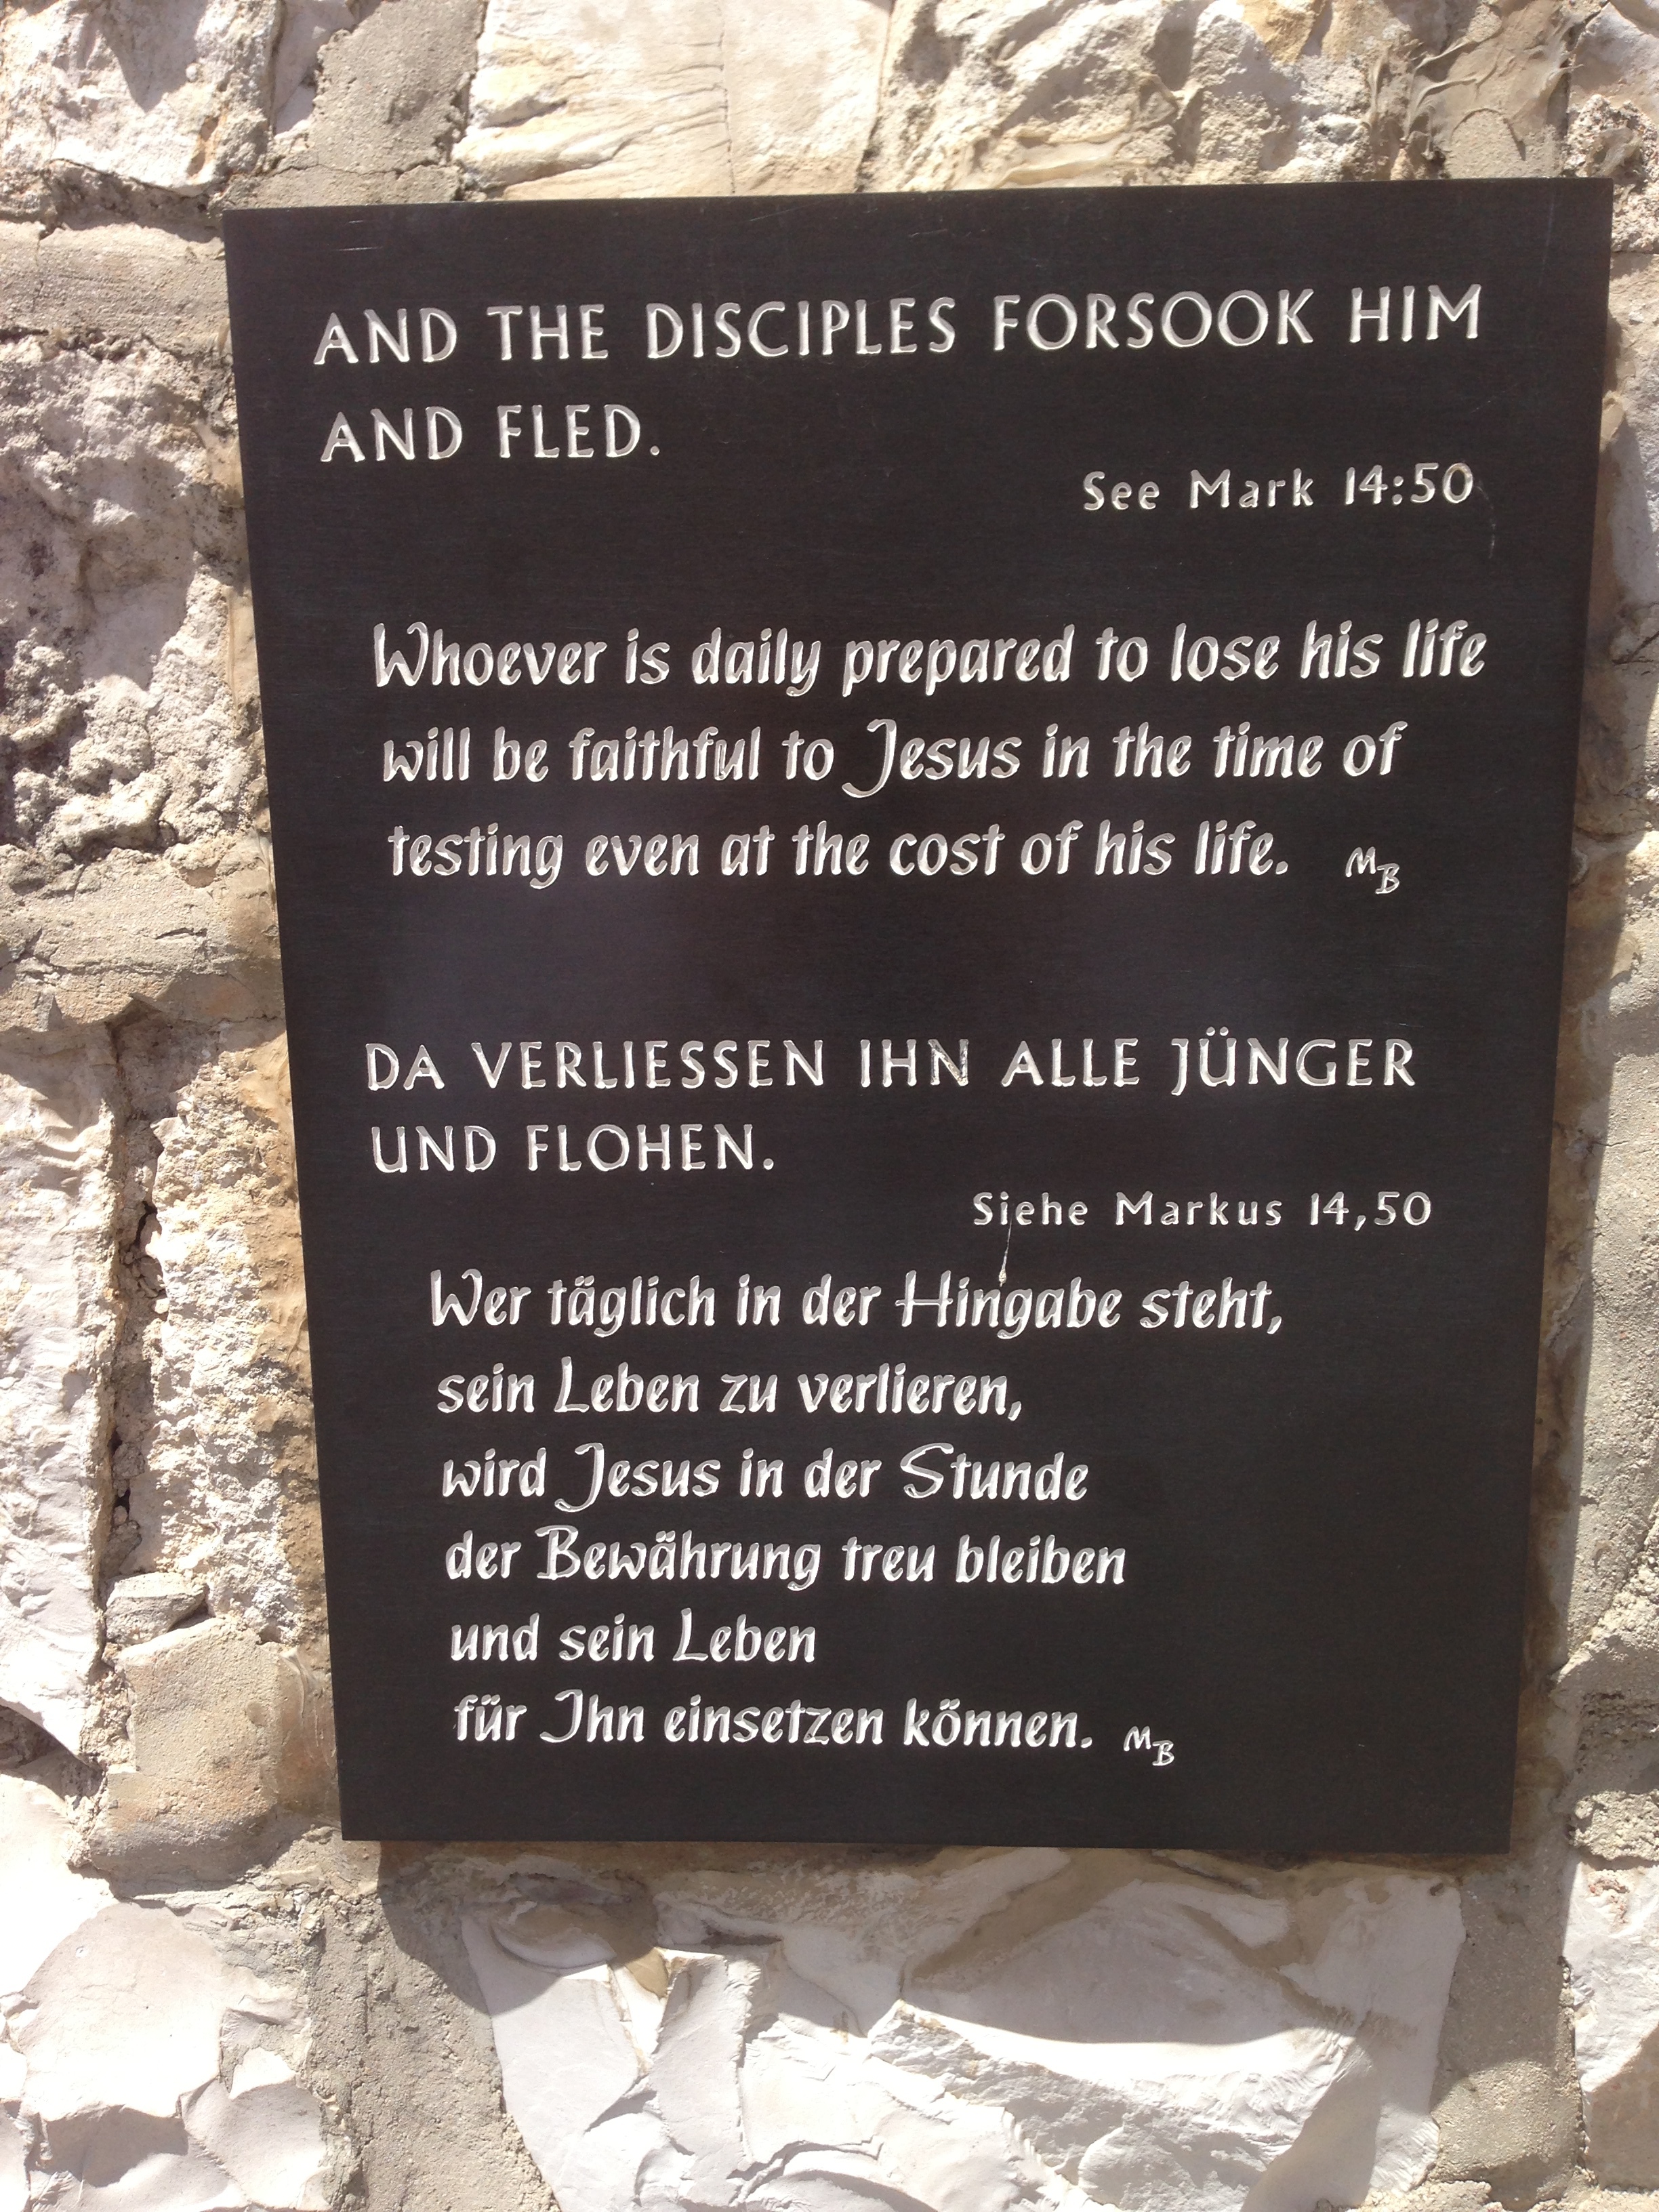 AND THE DISCIPLES FORSOOK HIM
AND FLED.
See Mark 14:50
Whoever is daily prepared to lose his life
will be faithful to Jesus in the time of
testing even at the cost of his life. MB
DA VERLIESSEN IHN ALLE JÜNGER
UND FLOHEN.
Siehe Markus 14,50
Wer täglich in der Hingabe steht,
sein Leben zu verlieren,
wird Jesus in der Stunde
der Bewährung treu bleiben
und sein Leben
für Ihn einsetzen können. MB